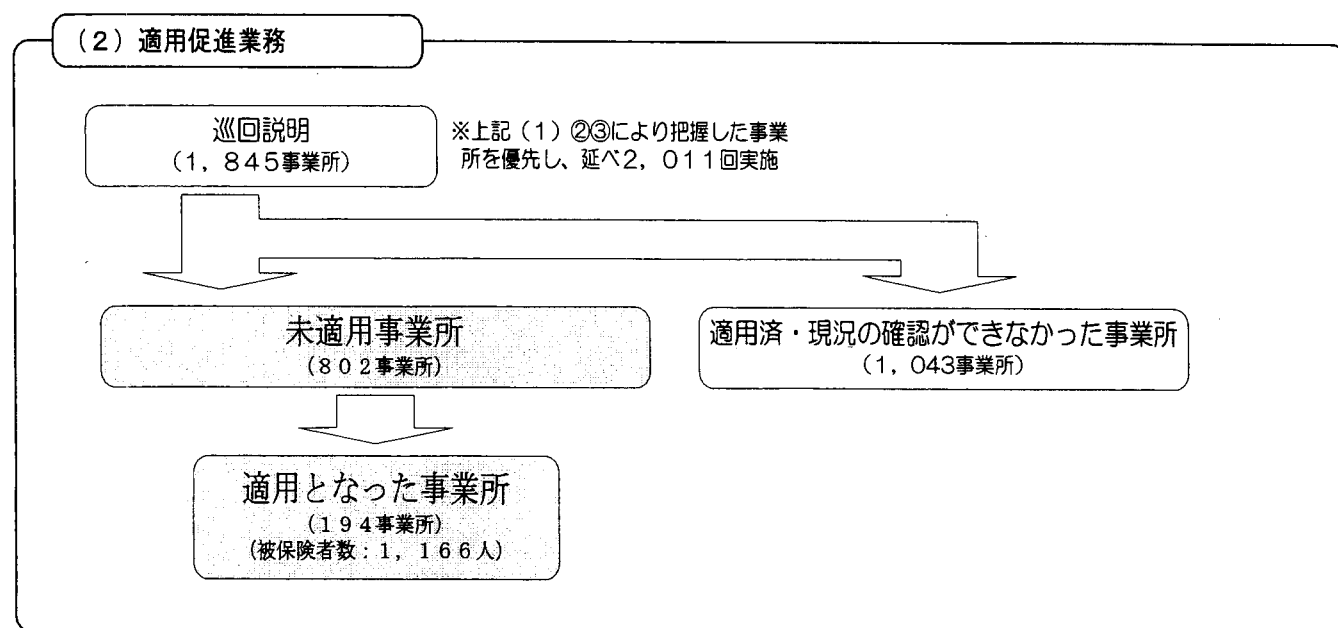 （２）適用促進業務
巡回説明
（１，８４５事業所）
※上記（１）②③により把握した事業
所を優先し、延べ２，０１１回実施
未適用事業所
（８０２事業所）
適用済・現況の確認ができなかった事業所
（１，０４３事業所）
適用となった事業所
（１９４事業所）
（被保険者数：１，１６６人）